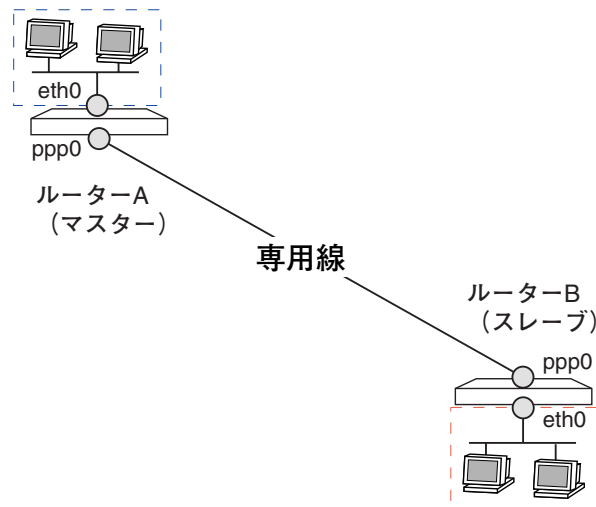 eth0
ppp0
ルーターA
（マスター）
専用線
ルーターB
（スレーブ）
ppp0
eth0